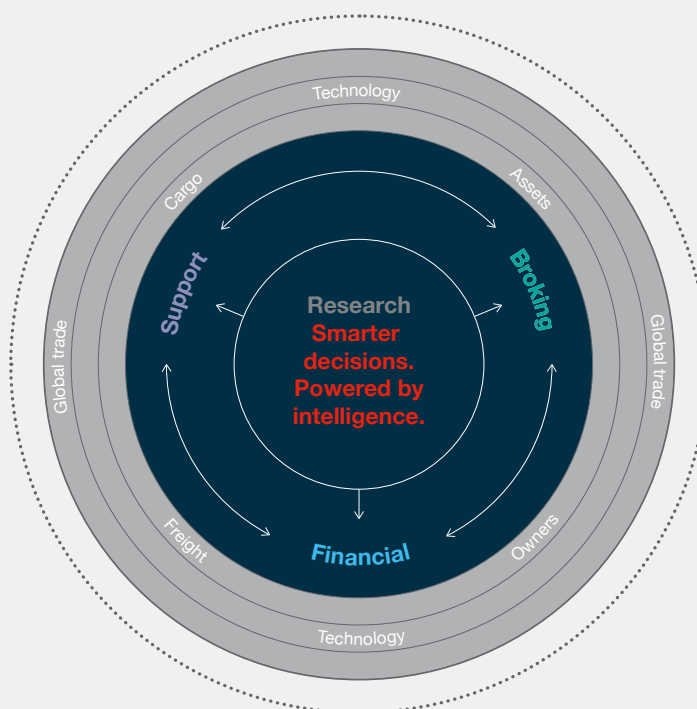 Technology
Cargo
Assets
Support
Broking
Research
Smarter
decisions.
Powered by
intelligence.
Global trade
Global trade
Freight
Owners
Financial
Technology